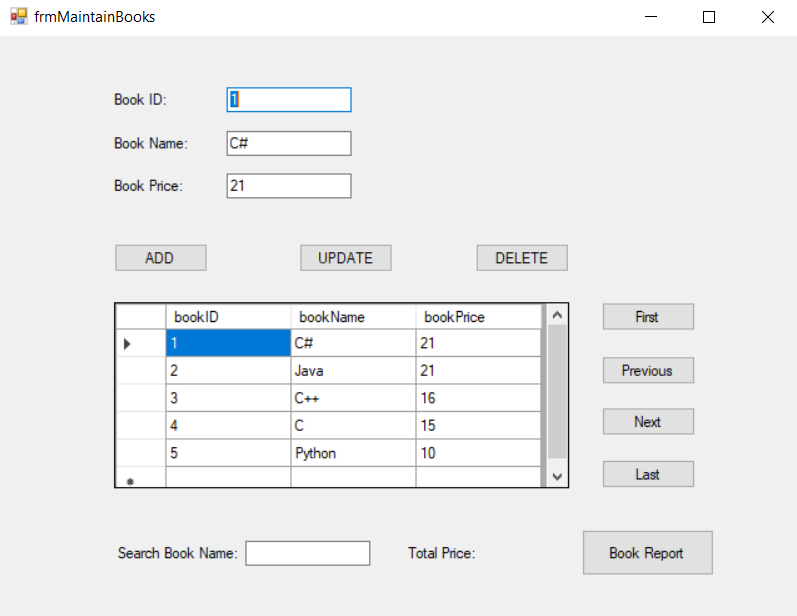 frmMaintainBooks
Book ID: 1
Book Name: C#
Book Price: 21
ADD UPDATE DELETE
bookID bookName bookPrice
1 C# 21
2 Java 21
3 C++ 16
4 C 15
5 Python 10
First
Previous
Next
Last
Search Book Name: Total Price: Book Report